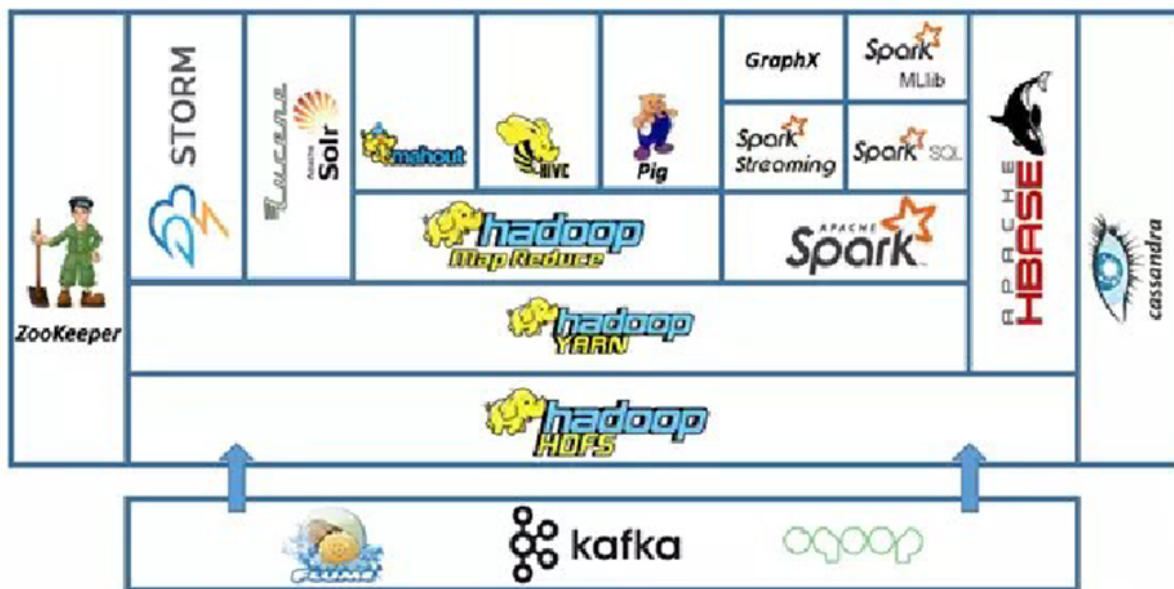 STORM
Lucene
Apache
Solr
mahout
HIVE
Pig
GraphX
Spark
MLlib
Spark
Streaming
Spark SQL
APACHE
HBASE
cassandra
ZooKeeper
hadoop
Map Reduce
APACHE
Spark
hadoop
YARN
hadoop
HDFS
FLUME
kafka
sqoop